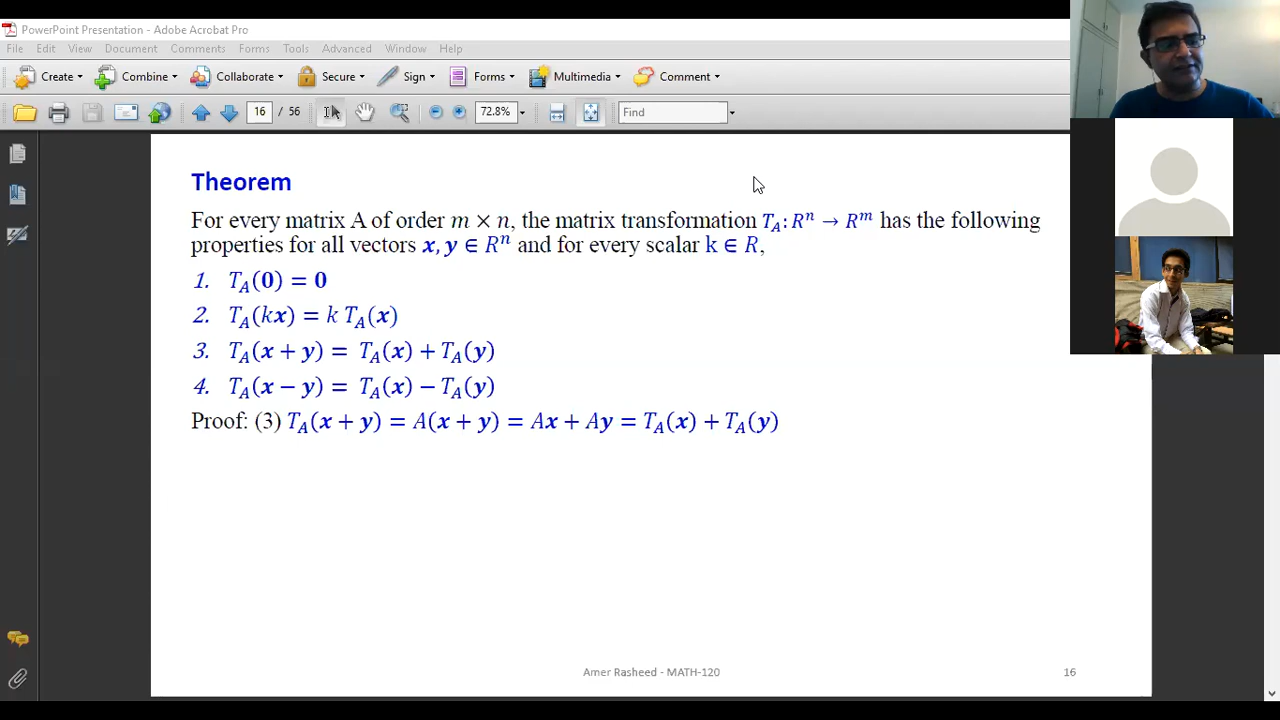 PowerPoint Presentation - Adobe Acrobat Pro
File Edit View Document Comments Forms Tools Advanced Window Help
Create Combine Collaborate Secure Sign Forms Multimedia Comment
16 / 56 72.8% Find
Theorem
For every matrix A of order m × n, the matrix transformation T_A: R^n → R^m has the following
properties for all vectors x, y ∈ R^n and for every scalar k ∈ R,
1. T_A(0) = 0
2. T_A(kx) = k T_A(x)
3. T_A(x + y) = T_A(x) + T_A(y)
4. T_A(x − y) = T_A(x) − T_A(y)
Proof: (3) T_A(x + y) = A(x + y) = Ax + Ay = T_A(x) + T_A(y)
Amer Rasheed - MATH-120 16